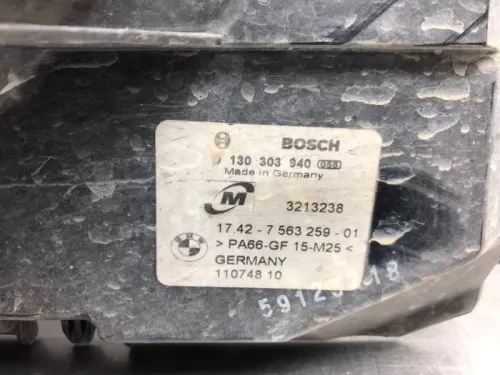 BOSCH
130 303 940 056
Made in Germany
M
3213238
17.42 - 7 563 259 - 01
> PA66-GF 15-M25 <
GERMANY
110748 10